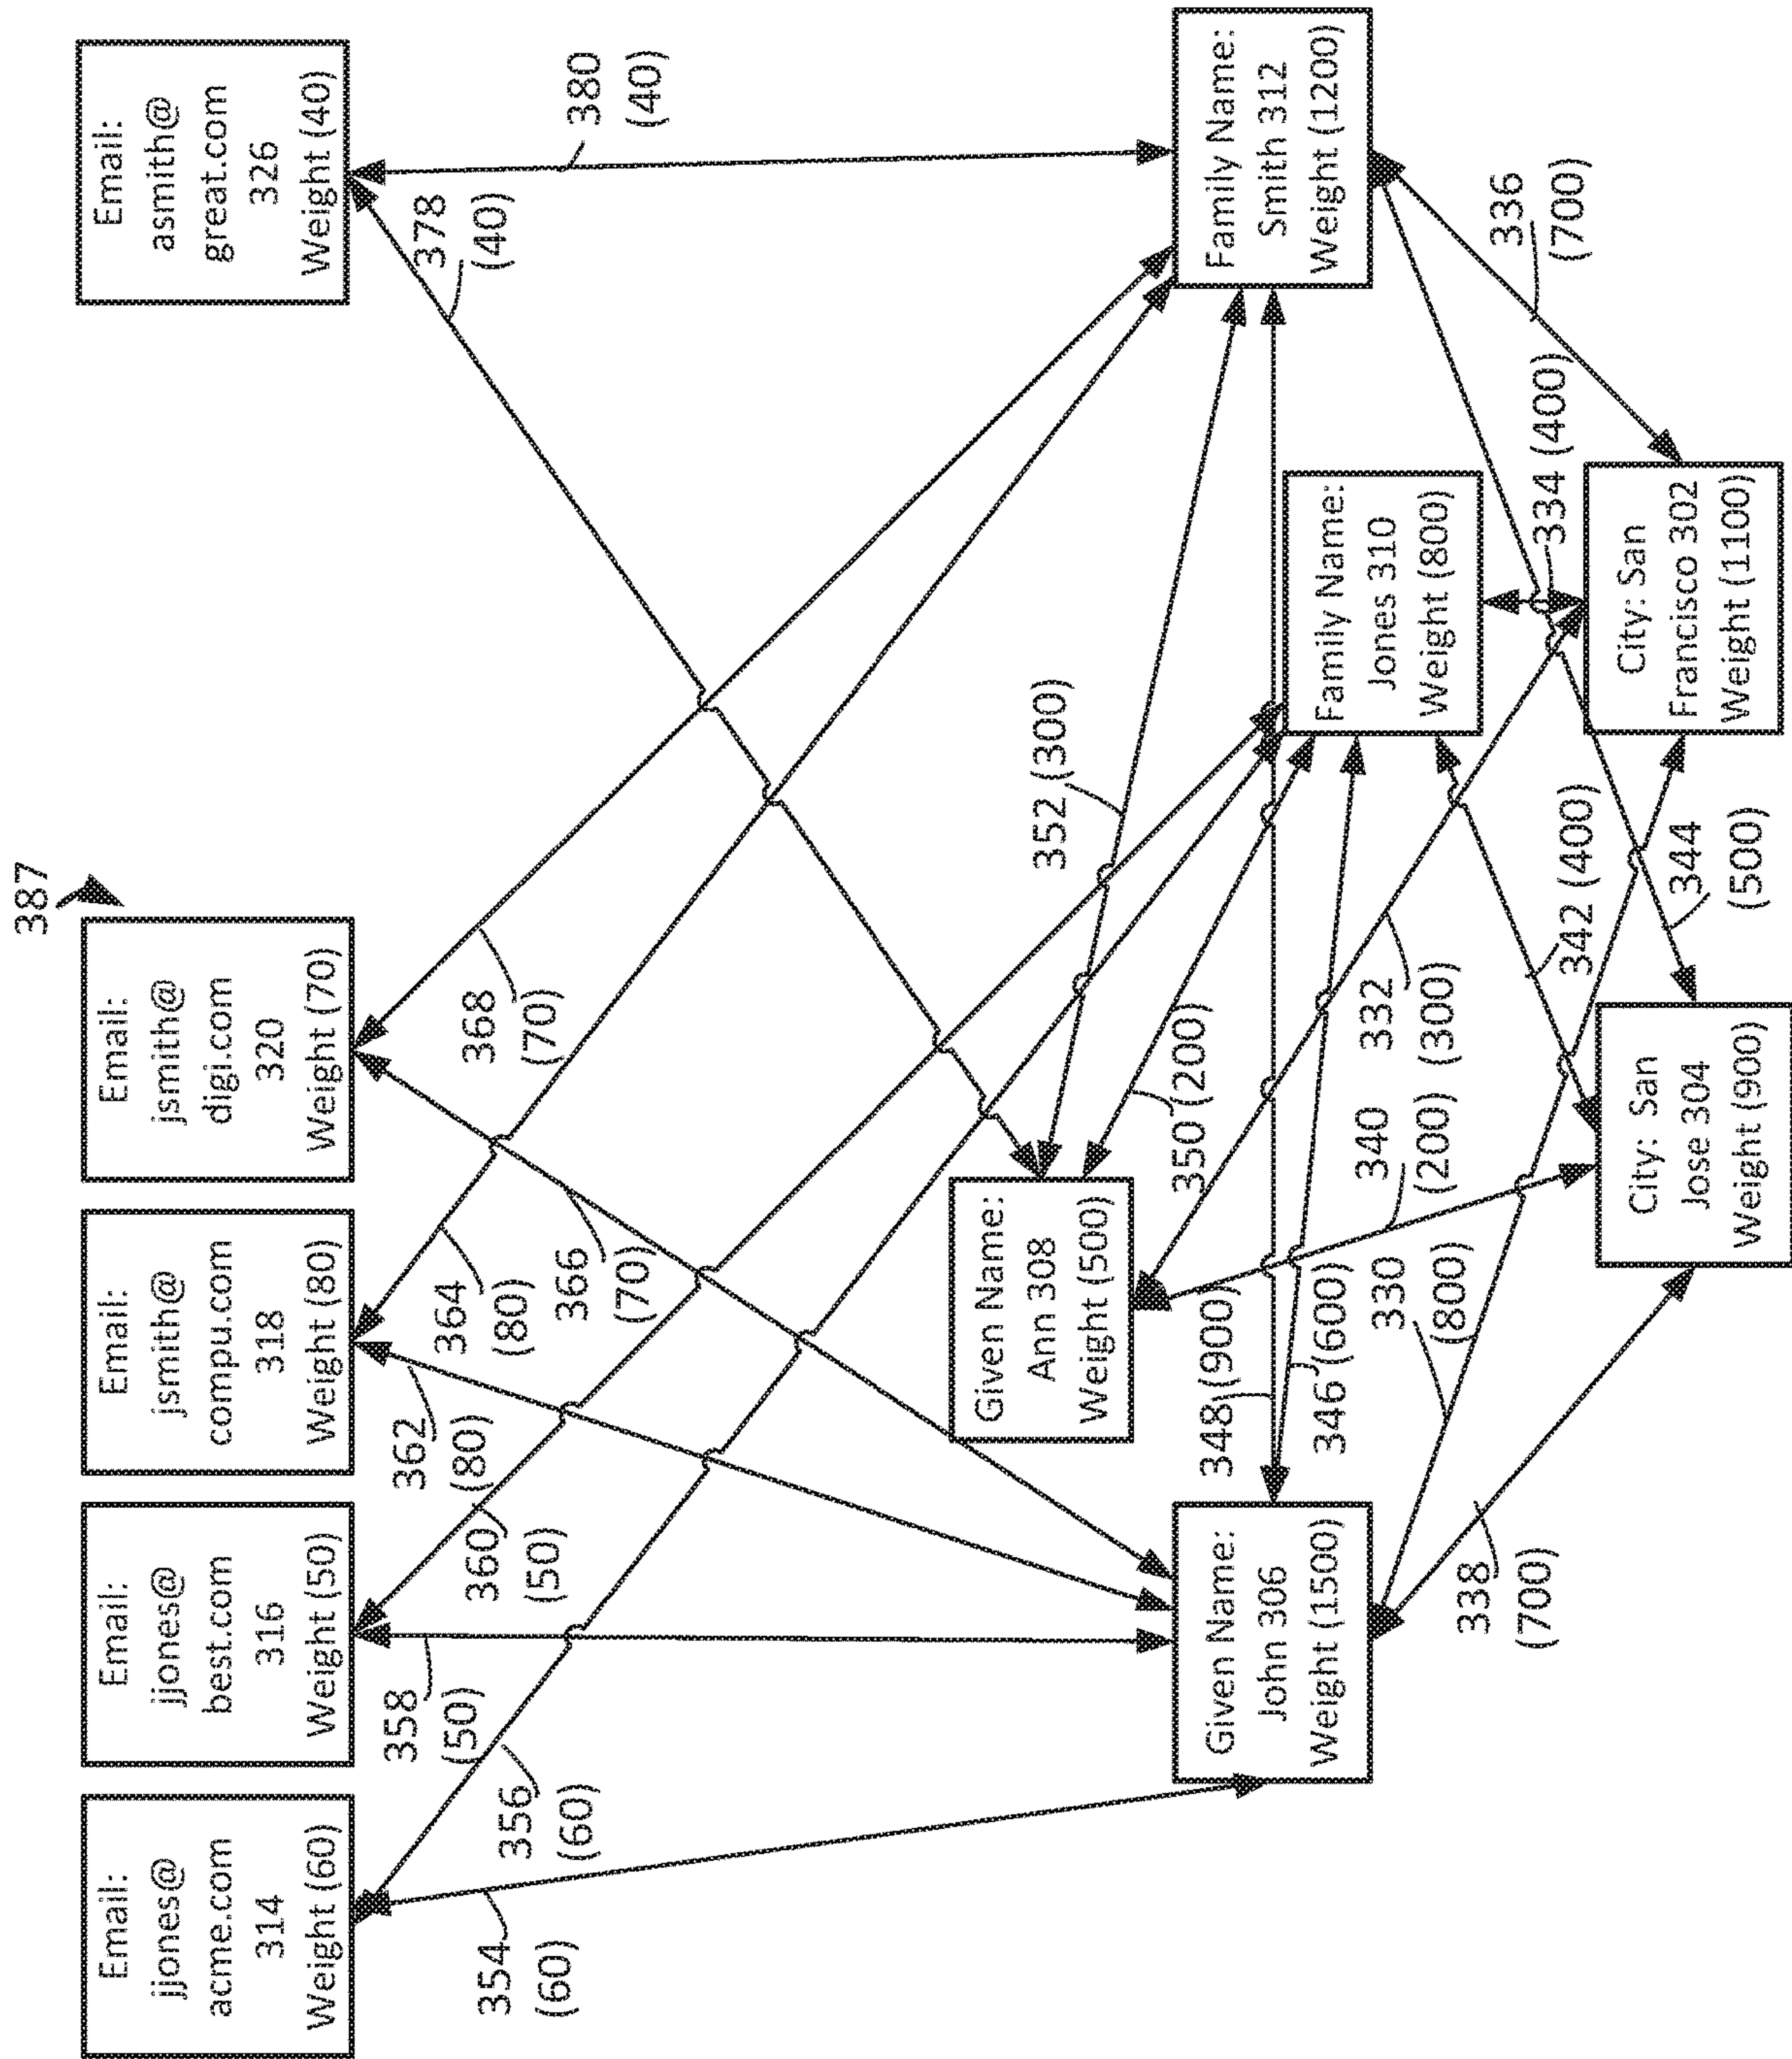 387
Email:
jjones@
acme.com
314
Weight (60)
Email:
jjones@
best.com
316
Weight (50)
Email:
jsmith@
compu.com
318
Weight (80)
Email:
jsmith@
digi.com
320
Weight (70)
Email:
asmith@
great.com
326
Weight (40)
354
(60)
356
(60)
358
(50)
360
(50)
362
(80)
364
(80)
366
(70)
368
(70)
378
(40)
380
(40)
Given Name:
Ann 308
Weight (500)
352 (300)
350 (200)
Given Name:
John 306
Weight (1500)
348 (900)
346 (600)
Family Name:
Jones 310
Weight (800)
Family Name:
Smith 312
Weight (1200)
338
(700)
330
(800)
340
(200)
332
(300)
342 (400)
344
(500)
334 (400)
336
(700)
City: San
Jose 304
Weight (900)
City: San
Francisco 302
Weight (1100)